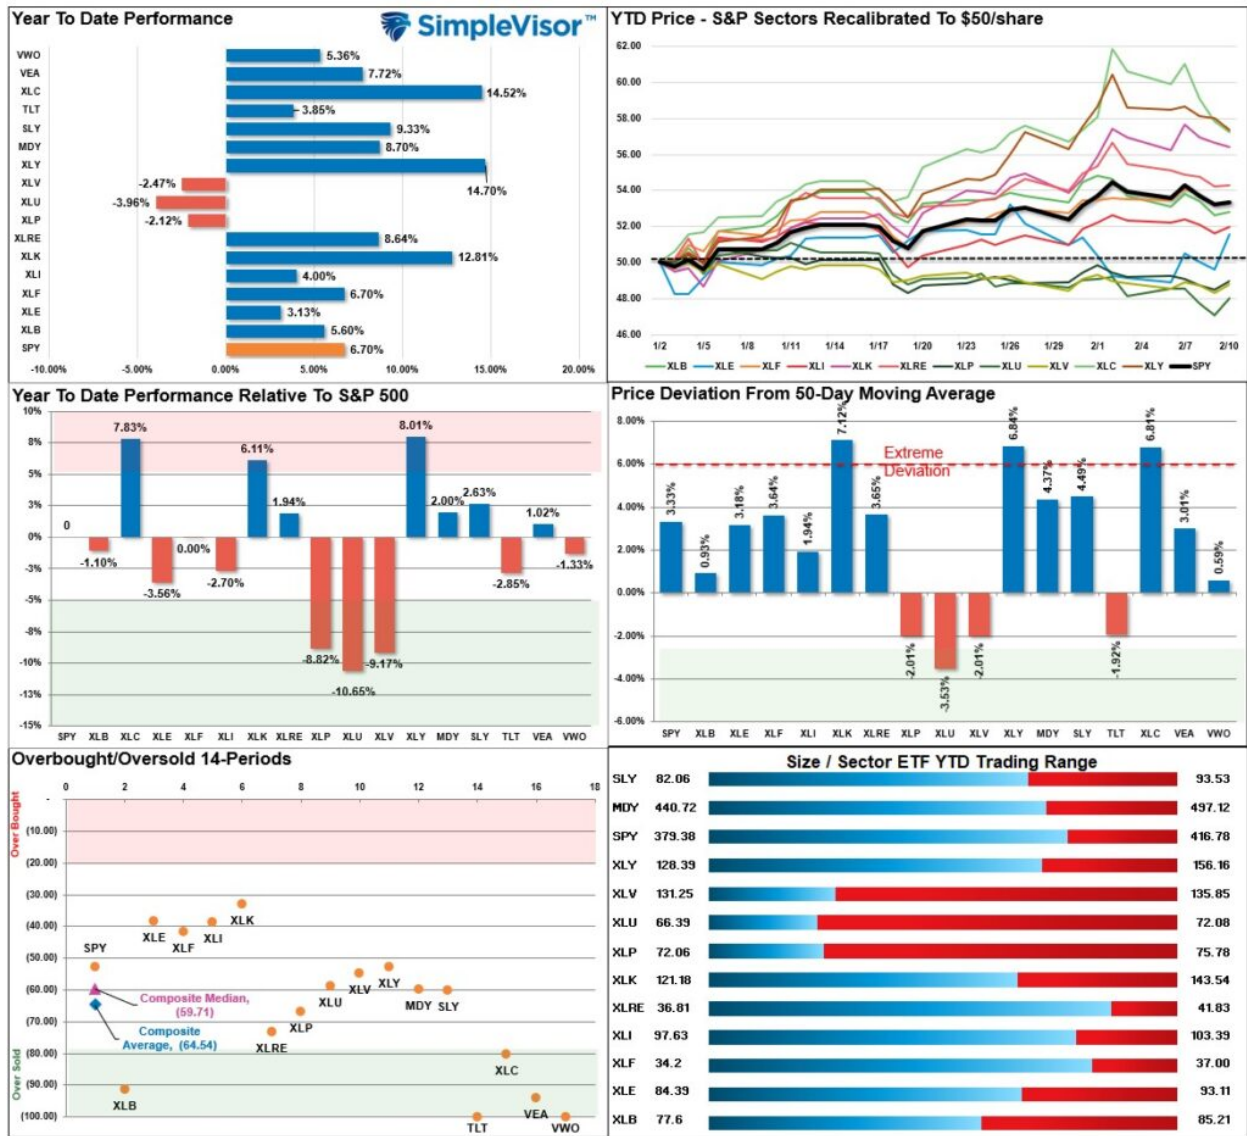 Year To Date Performance
SimpleVisor™
VWO 5.36%
VEA 7.72%
XLC 14.52%
TLT 3.85%
SLY 9.33%
MDY 8.70%
XLY 14.70%
XLV -2.47%
XLU -3.96%
XLP -2.12%
XLRE 8.64%
XLK 12.81%
XLI 4.00%
XLF 6.70%
XLE 3.13%
XLB 5.60%
SPY 6.70%
-10.00% -5.00% 0.00% 5.00% 10.00% 15.00% 20.00%
YTD Price - S&P Sectors Recalibrated To $50/share
62.00
60.00
58.00
56.00
54.00
52.00
50.00
48.00
46.00
1/2 1/5 1/8 1/11 1/14 1/17 1/20 1/23 1/26 1/29 2/1 2/4 2/7 2/10
XLB XLE XLF XLI XLK XLRE XLP XLU XLV XLC XLY SPY
Year To Date Performance Relative To S&P 500
10%
8%
5%
3%
0%
-3%
-5%
-8%
-10%
-13%
-15%
0 -1.10% 7.83% -3.56% 0.00% -2.70% 6.11% 1.94% -8.82% -10.65% -9.17% 8.01% 2.00% 2.63% -2.85% 1.02% -1.33%
SPY XLB XLC XLE XLF XLI XLK XLRE XLP XLU XLV XLY MDY SLY TLT VEA VWO
Price Deviation From 50-Day Moving Average
8.00%
6.00%
4.00%
2.00%
0.00%
-2.00%
-4.00%
-6.00%
Extreme
Deviation
3.33% 0.93% 3.18% 3.64% 1.94% 7.12% 3.65% -2.01% -3.53% -2.01% 6.84% 4.37% 4.49% -1.92% 6.81% 3.01% 0.59%
SPY XLB XLE XLF XLI XLK XLRE XLP XLU XLV XLY MDY SLY TLT XLC VEA VWO
Overbought/Oversold 14-Periods
0 2 4 6 8 10 12 14 16 18
-
(10.00)
(20.00)
(30.00)
(40.00)
(50.00)
(60.00)
(70.00)
(80.00)
(90.00)
(100.00)
Over Bought
Over Sold
SPY
XLB
XLE
XLF
XLI
XLK
XLRE
XLP
XLU
XLV
XLY
MDY
SLY
TLT
XLC
VEA
VWO
Composite Median,
(59.71)
Composite
Average, (64.54)
Size / Sector ETF YTD Trading Range
SLY 82.06 93.53
MDY 440.72 497.12
SPY 379.38 416.78
XLY 128.39 156.16
XLV 131.25 135.85
XLU 66.39 72.08
XLP 72.06 75.78
XLK 121.18 143.54
XLRE 36.81 41.83
XLI 97.63 103.39
XLF 34.2 37.00
XLE 84.39 93.11
XLB 77.6 85.21